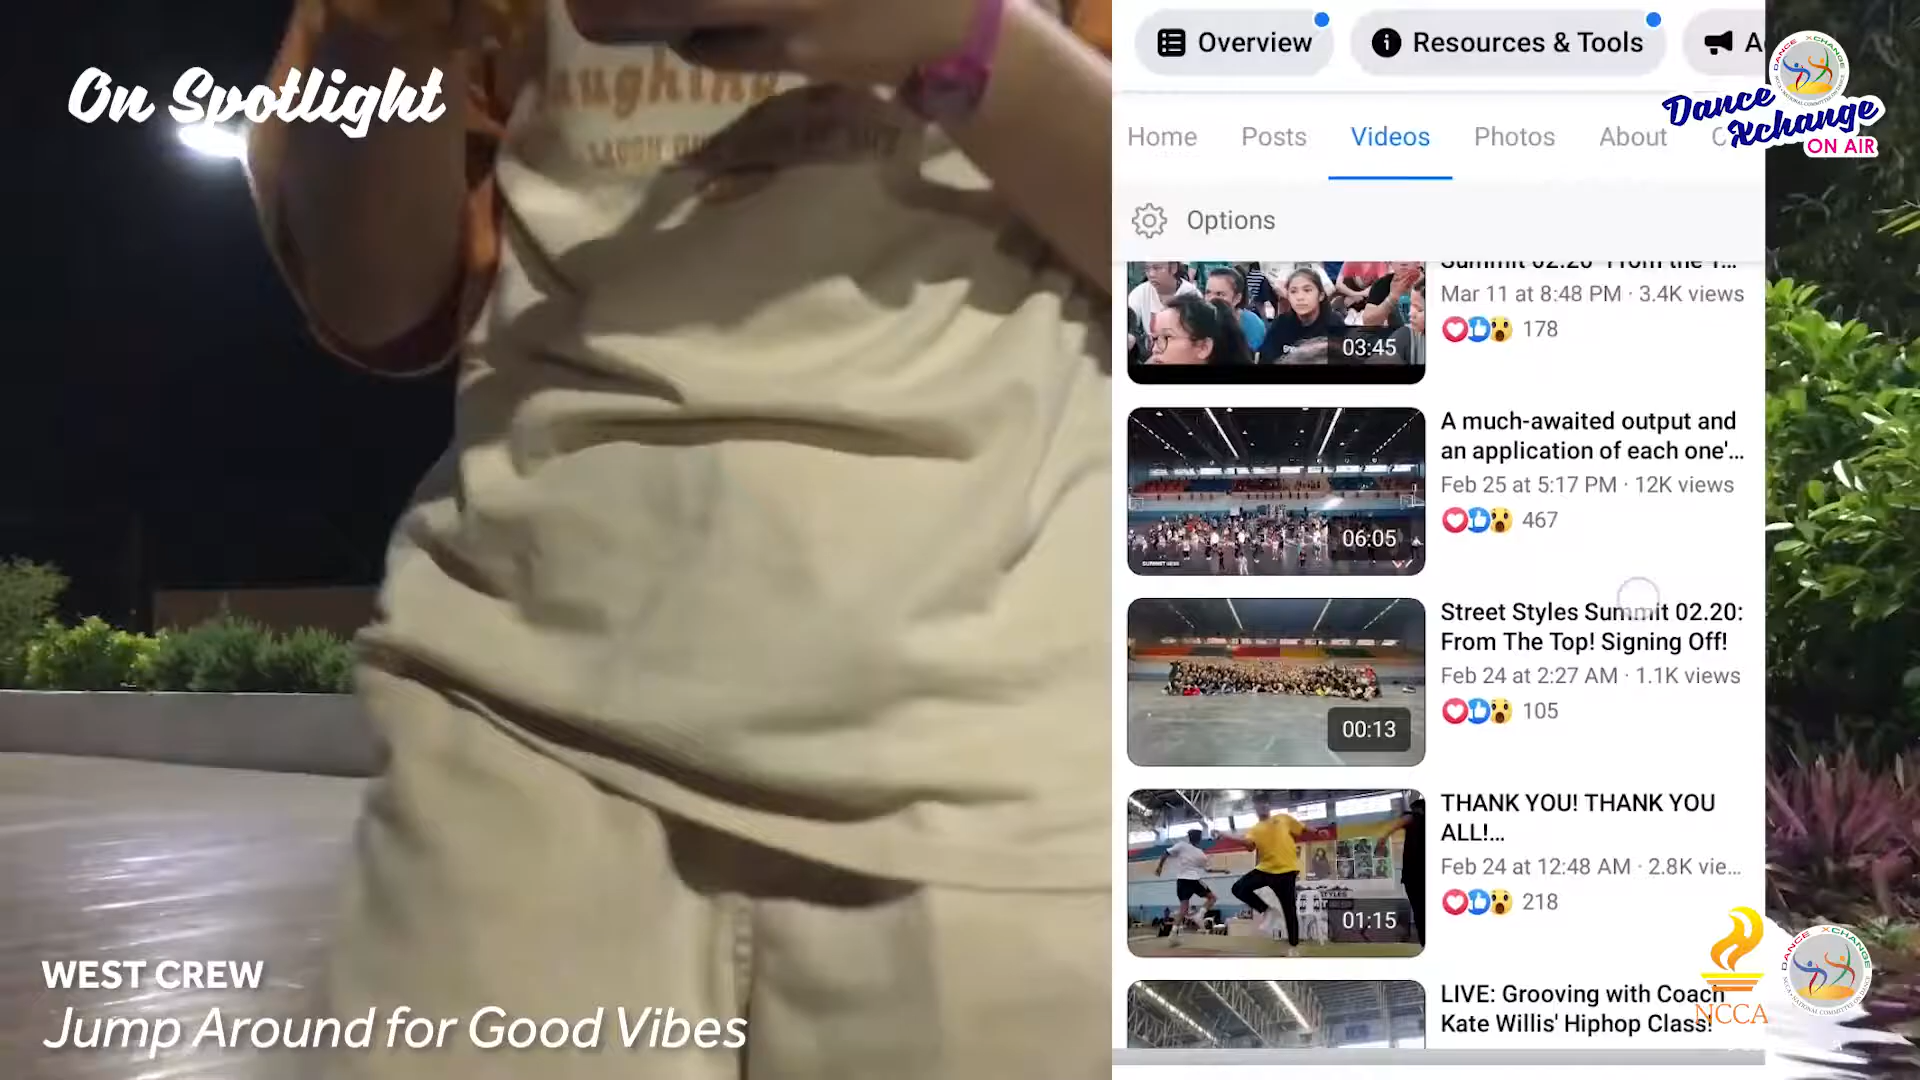 On Spotlight
Laughing
WEST CREW
Jump Around for Good Vibes
Overview
Resources & Tools
Home
Posts
Videos
Photos
About
Options
Mar 11 at 8:48 PM · 3.4K views
178
03:45
A much-awaited output and
an application of each one'...
Feb 25 at 5:17 PM · 12K views
467
06:05
Street Styles Summit 02.20:
From The Top! Signing Off!
Feb 24 at 2:27 AM · 1.1K views
105
00:13
THANK YOU! THANK YOU
ALL!...
Feb 24 at 12:48 AM · 2.8K vie...
218
01:15
LIVE: Grooving with Coach
Kate Willis' Hiphop Class!
DANCE XCHANGE
Dance
Xchange
ON AIR
NCCA
DANCE XCHANGE